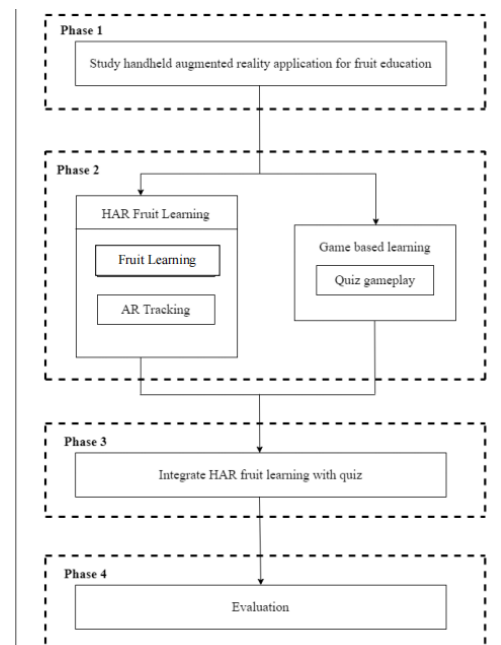 Phase 1
Study handheld augmented reality application for fruit education
Phase 2
HAR Fruit Learning
Fruit Learning
AR Tracking
Game based learning
Quiz gameplay
Phase 3
Integrate HAR fruit learning with quiz
Phase 4
Evaluation